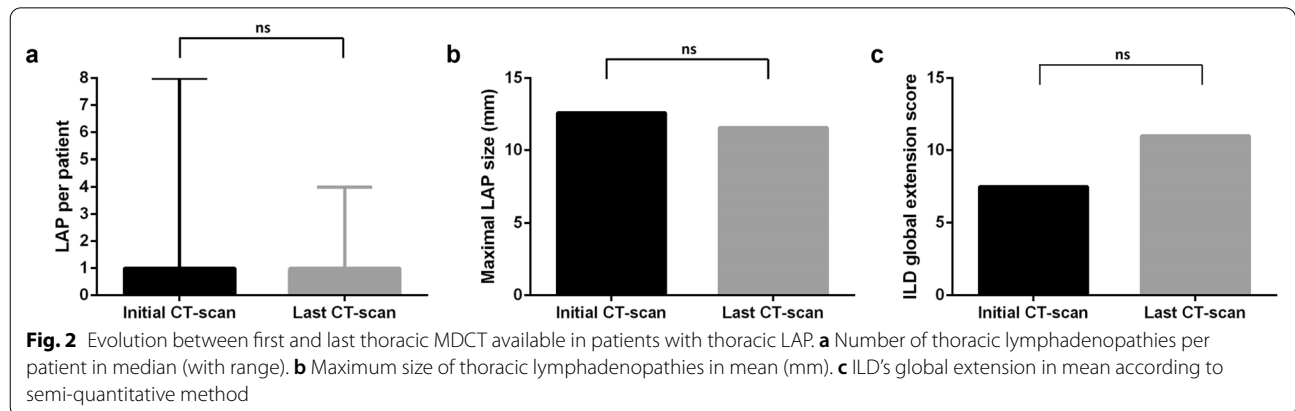 a
ns
LAP per patient
8
7
6
5
4
3
2
1
0
Initial CT-scan
Last CT-scan
b
ns
Maximal LAP size (mm)
15
10
5
0
Initial CT-scan
Last CT-scan
c
ns
ILD global extension score
15
10
5
0
Initial CT-scan
Last CT-scan
Fig. 2 Evolution between first and last thoracic MDCT available in patients with thoracic LAP. a Number of thoracic lymphadenopathies per
patient in median (with range). b Maximum size of thoracic lymphadenopathies in mean (mm). c ILD's global extension in mean according to
semi-quantitative method